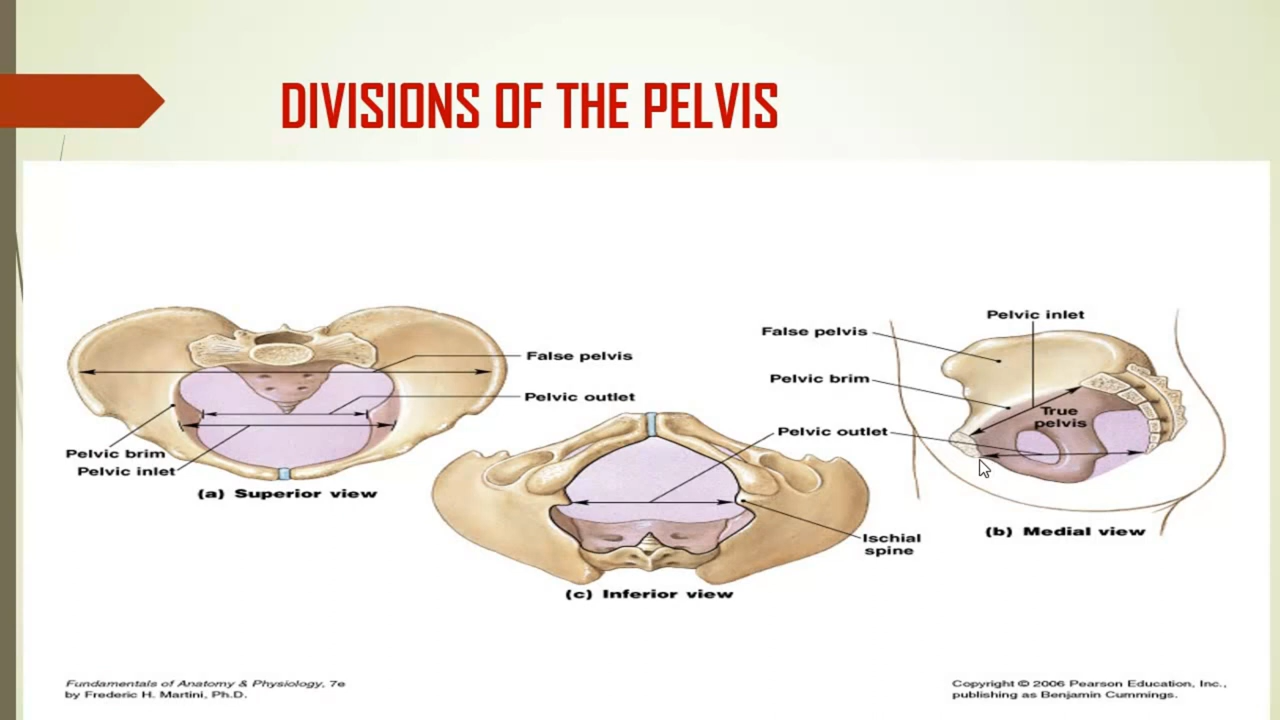 DIVISIONS OF THE PELVIS
False pelvis
Pelvic outlet
Pelvic brim
Pelvic inlet
(a) Superior view
Pelvic outlet
Ischial
spine
(c) Inferior view
Pelvic inlet
False pelvis
Pelvic brim
True
pelvis
(b) Medial view
Fundamentals of Anatomy & Physiology, 7e
by Frederic H. Martini, Ph.D.
Copyright © 2006 Pearson Education, Inc.,
publishing as Benjamin Cummings.